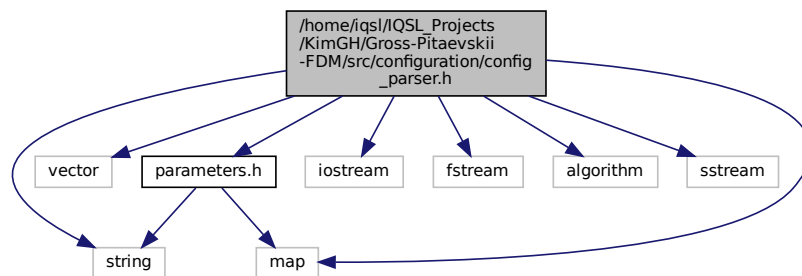 /home/iqsl/IQSL_Projects
/KimGH/Gross-Pitaevskii
-FDM/src/configuration/config
_parser.h
vector
parameters.h
iostream
fstream
algorithm
sstream
string
map